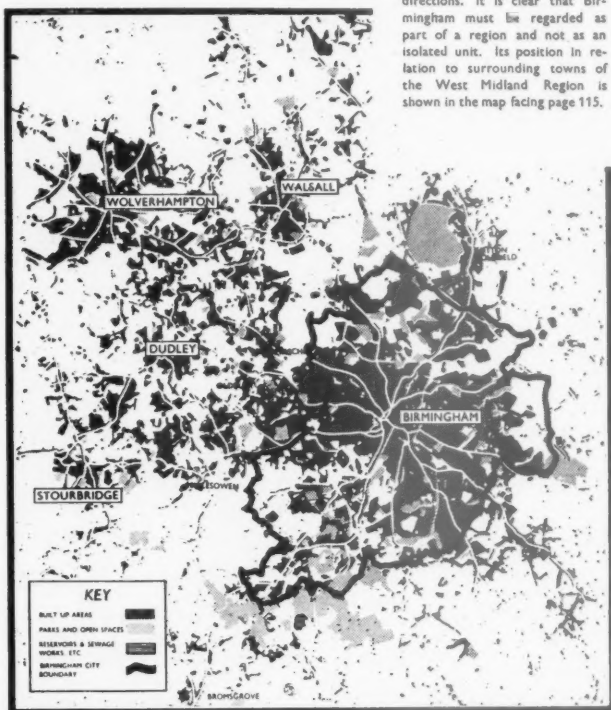 directions. It is clear that Bir-
mingham must be regarded as
part of a region and not as an
isolated unit. Its position in re-
lation to surrounding towns of
the West Midland Region is
shown in the map facing page 115.
WALSALL
WOLVERHAMPTON
DUDLEY
BIRMINGHAM
STOURBRIDGE
KEY
BUILT UP AREAS
PARKS AND OPEN SPACES
RESERVOIRS & SEWAGE
WORKS ETC
BIRMINGHAM CITY
BOUNDARY
BROMSGROVE